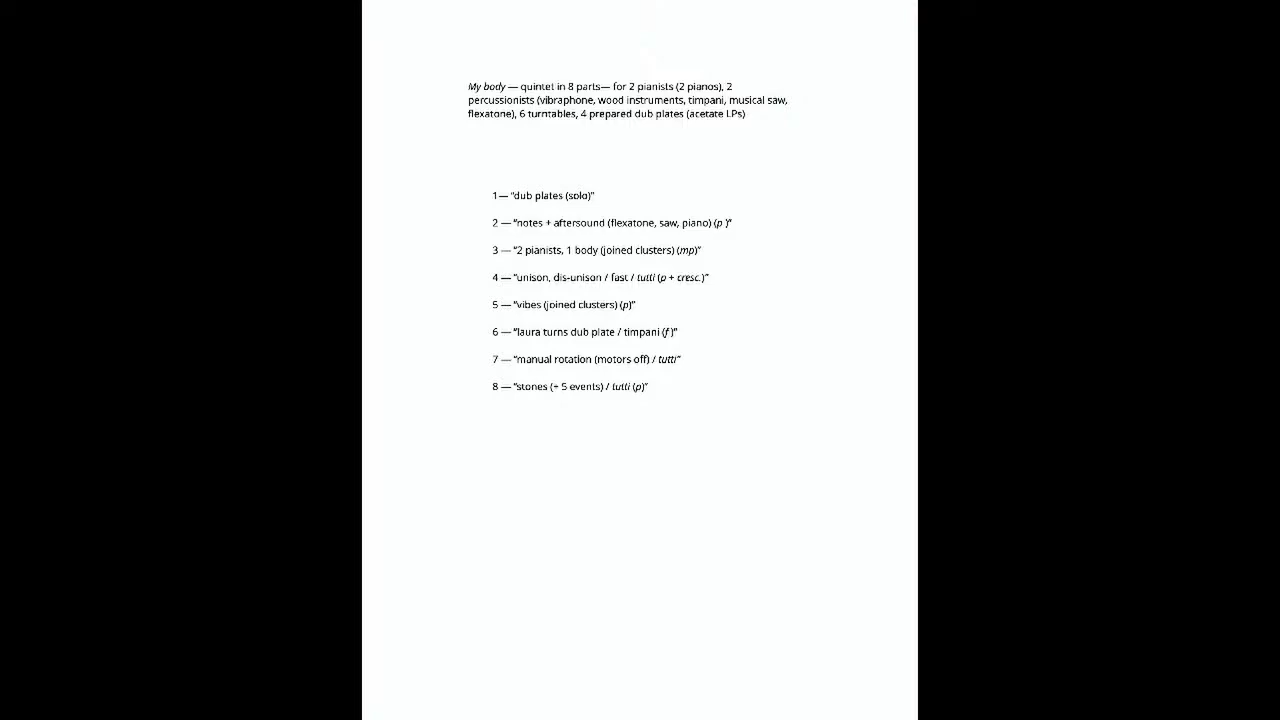 My body — quintet in 8 parts— for 2 pianists (2 pianos), 2
percussionists (vibraphone, wood instruments, timpani, musical saw,
flexatone), 6 turntables, 4 prepared dub plates (acetate LPs)
1— “dub plates (solo)”
2 — “notes + aftersound (flexatone, saw, piano) (p )”
3 — “2 pianists, 1 body (joined clusters) (mp)”
4 — “unison, dis-unison / fast / tutti (p + cresc.)”
5 — “vibes (joined clusters) (p)”
6 — “laura turns dub plate / timpani (f )”
7 — “manual rotation (motors off) / tutti”
8 — “stones (+ 5 events) / tutti (p)”